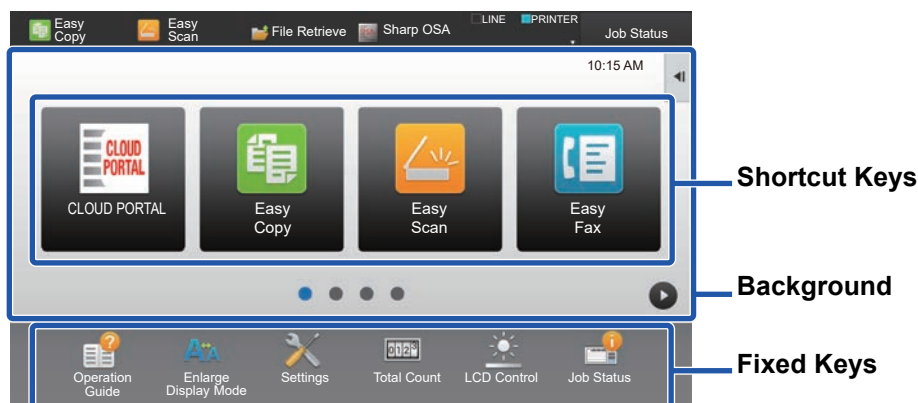 Easy
Copy
Easy
Scan
File Retrieve
Sharp OSA
LINE
PRINTER
Job Status
10:15 AM
CLOUD
PORTAL
CLOUD PORTAL
Easy
Copy
Easy
Scan
Easy
Fax
Shortcut Keys
Background
Operation
Guide
Enlarge
Display Mode
Settings
Total Count
LCD Control
Job Status
Fixed Keys